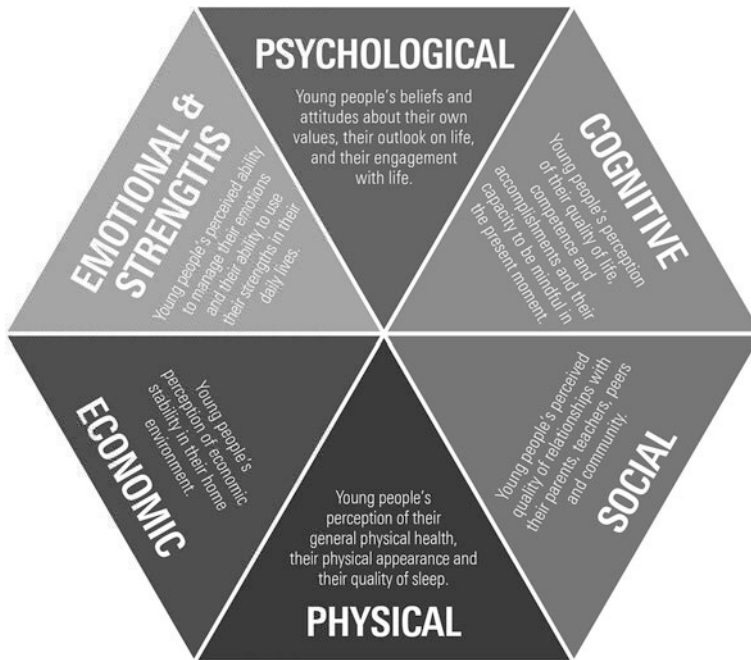 PSYCHOLOGICAL
Young people's beliefs and
attitudes about their own
values, their outlook on life,
and their engagement
with life.
COGNITIVE
Young people's perception
of their quality of life,
competence and
accomplishments and their
capacity to be mindful in
the present moment.
SOCIAL
Young people's perceived
quality of relationships with
their parents, teachers, peers
and community.
Young people's
perception of their
general physical health,
their physical appearance and
their quality of sleep.
PHYSICAL
Young people's
perception of economic
stability in their home
environment.
ECONOMIC
EMOTIONAL &
STRENGTHS
Young people's perceived ability
to manage their emotions
and their ability to use
their strengths in their
daily lives.